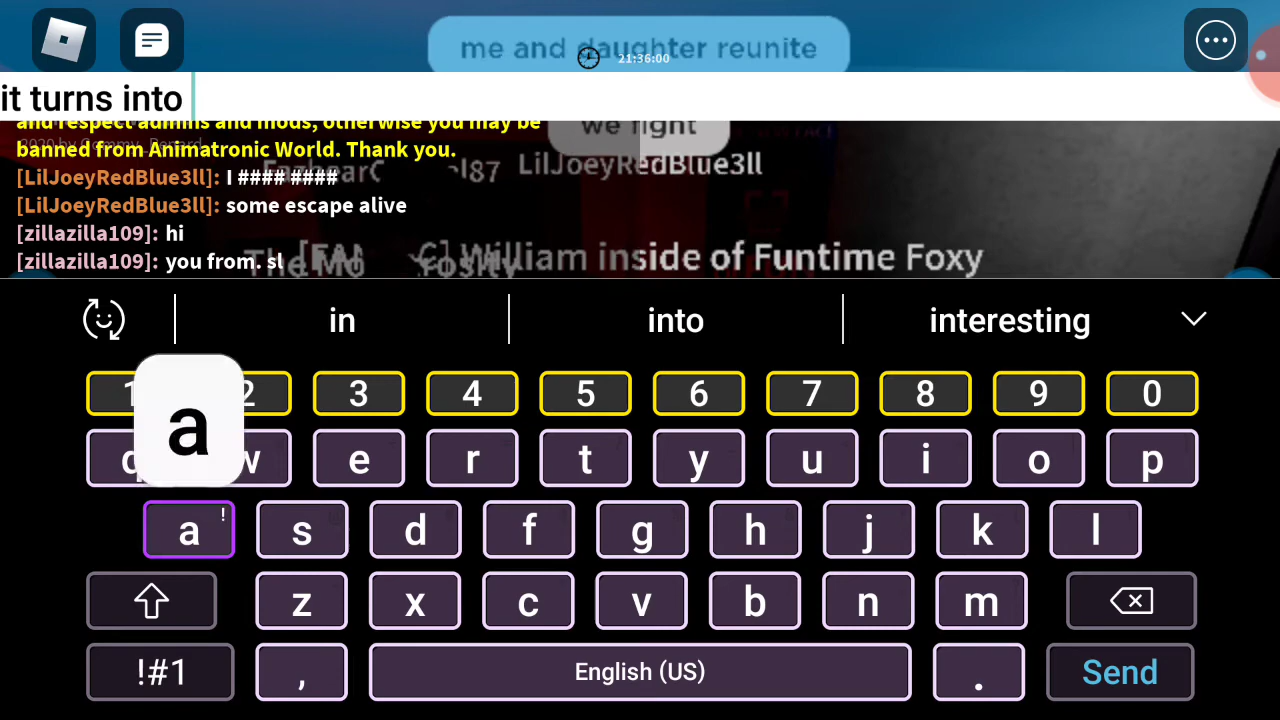 me and daughter reunite
21:36:00
it turns into
and respect admins and mods, otherwise you may be
we fight
banned from Animatronic World. Thank you.
LilJoeyRedBlue3ll
[LilJoeyRedBlue3ll]: I #### ####
[LilJoeyRedBlue3ll]: some escape alive
[zillazilla109]: hi
[zillazilla109]: you from. sl
William inside of Funtime Foxy
in
into
interesting
1 2 3 4 5 6 7 8 9 0
a
q w e r t y u i o p
!
a s d f g h j k l
z x c v b n m
!#1 , English (US) . Send